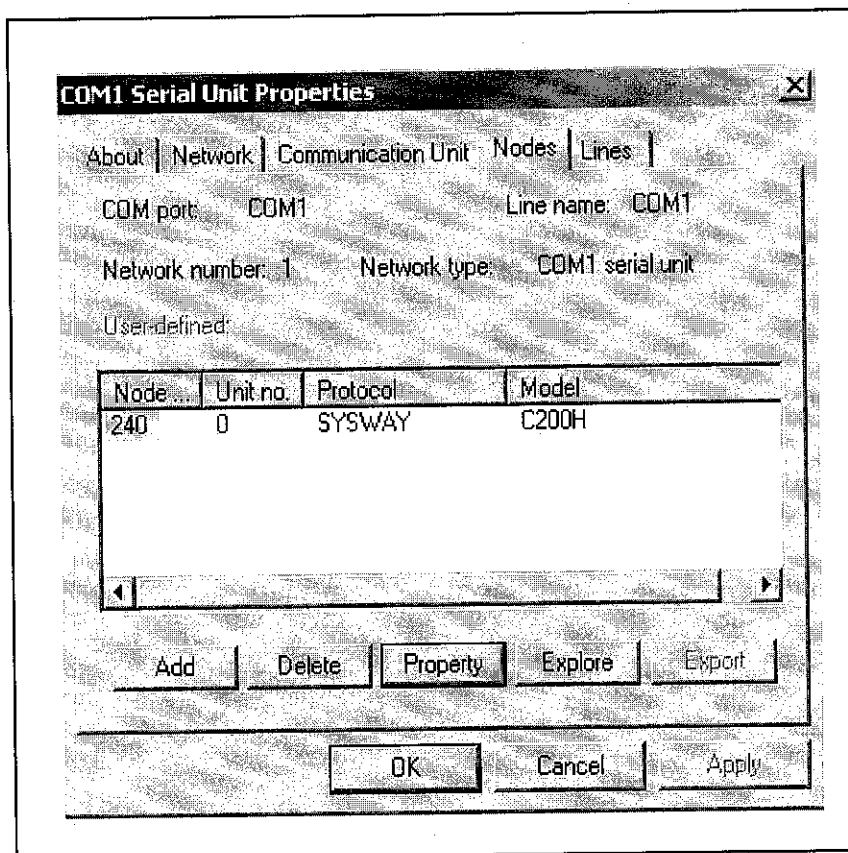 COM1 Serial Unit Properties
About Network Communication Unit Nodes Lines
COM port: COM1 Line name: COM1
Network number: 1 Network type: COM1 serial unit
User-defined:
Node ... Unit no. Protocol Model
240 0 SYSWAY C200H
Add Delete Property Explore Export
OK Cancel Apply